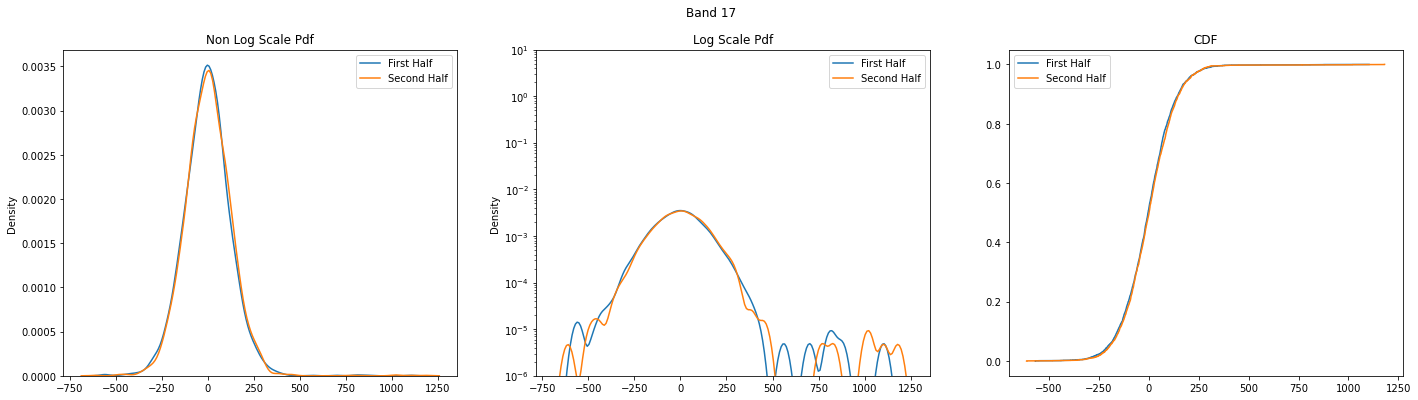 Band 17
Non Log Scale Pdf
Density
0.0035
0.0030
0.0025
0.0020
0.0015
0.0010
0.0005
0.0000
−750 −500 −250 0 250 500 750 1000 1250
First Half
Second Half
Log Scale Pdf
Density
10^1
10^0
10^−1
10^−2
10^−3
10^−4
10^−5
10^−6
−750 −500 −250 0 250 500 750 1000 1250
First Half
Second Half
CDF
1.0
0.8
0.6
0.4
0.2
0.0
−500 −250 0 250 500 750 1000 1250
First Half
Second Half